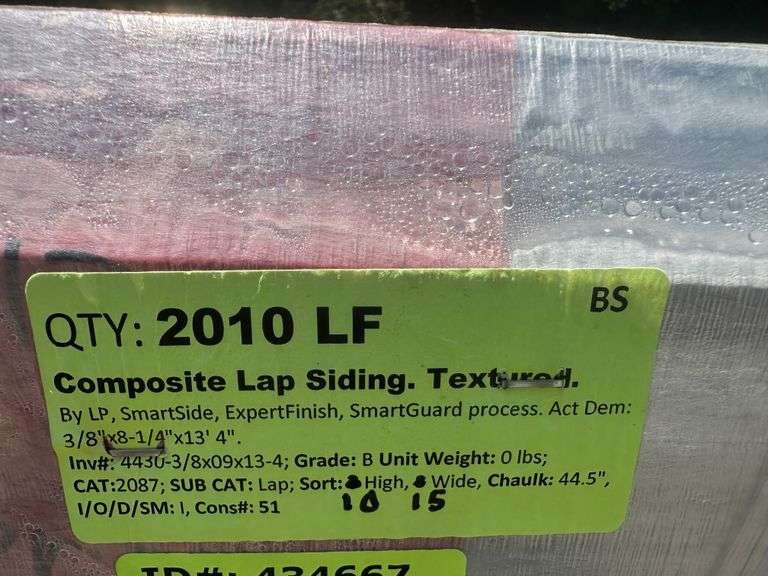 BS
QTY: 2010 LF
Composite Lap Siding. Textured.
By LP, SmartSide, ExpertFinish, SmartGuard process. Act Dem:
3/8"x8-1/4"x13' 4".
Inv#: 4430-3/8x09x13-4; Grade: B Unit Weight: 0 lbs;
CAT:2087; SUB CAT: Lap; Sort: High, Wide, Chaulk: 44.5",
10 15
I/O/D/SM: I, Cons#: 51
ID#: 434667